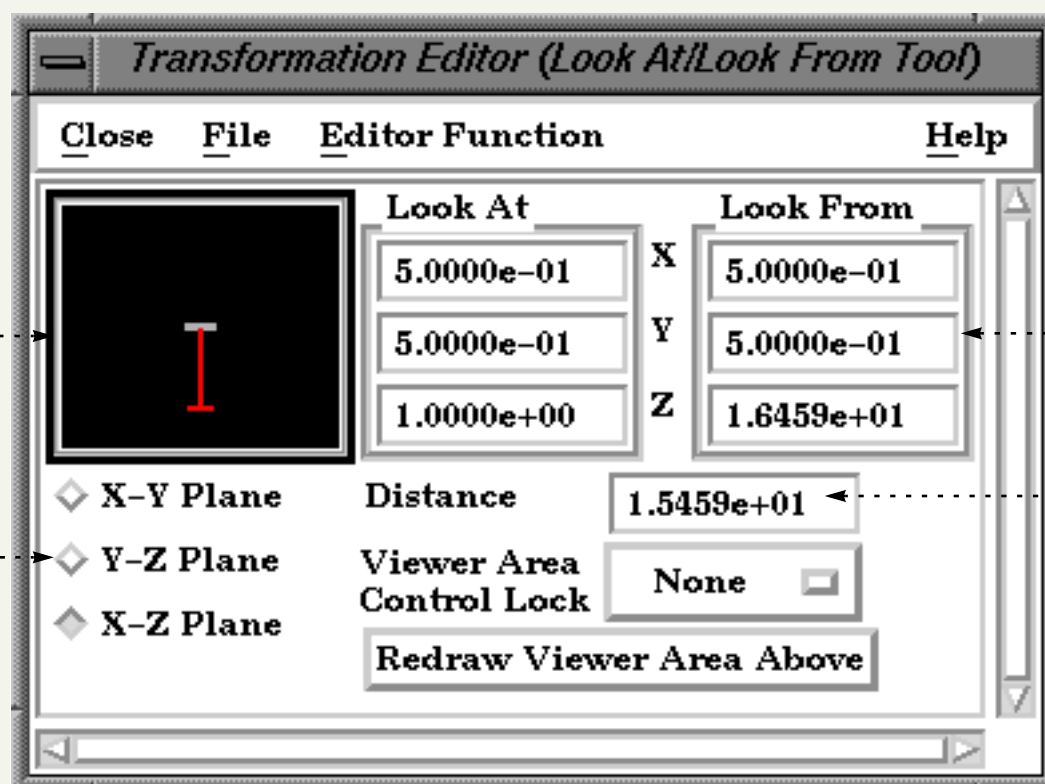 Transformation Editor (Look At/Look From Tool)
Close File Editor Function Help
Look At Look From
5.0000e-01 X 5.0000e-01
5.0000e-01 Y 5.0000e-01
1.0000e+00 Z 1.6459e+01
X-Y Plane Distance 1.5459e+01
Y-Z Plane Viewer Area
Control Lock None
X-Z Plane
Redraw Viewer Area Above